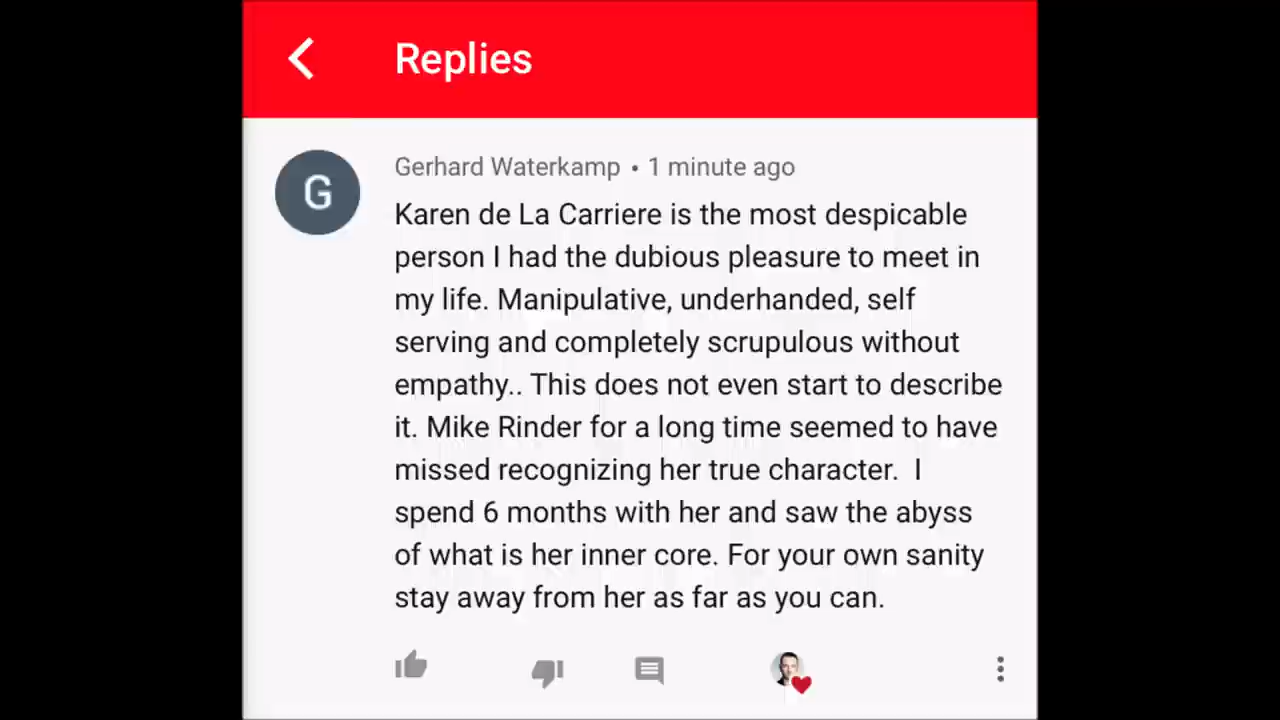 Replies
G
Gerhard Waterkamp • 1 minute ago
Karen de La Carriere is the most despicable
person I had the dubious pleasure to meet in
my life. Manipulative, underhanded, self
serving and completely scrupulous without
empathy.. This does not even start to describe
it. Mike Rinder for a long time seemed to have
missed recognizing her true character.  I
spend 6 months with her and saw the abyss
of what is her inner core. For your own sanity
stay away from her as far as you can.